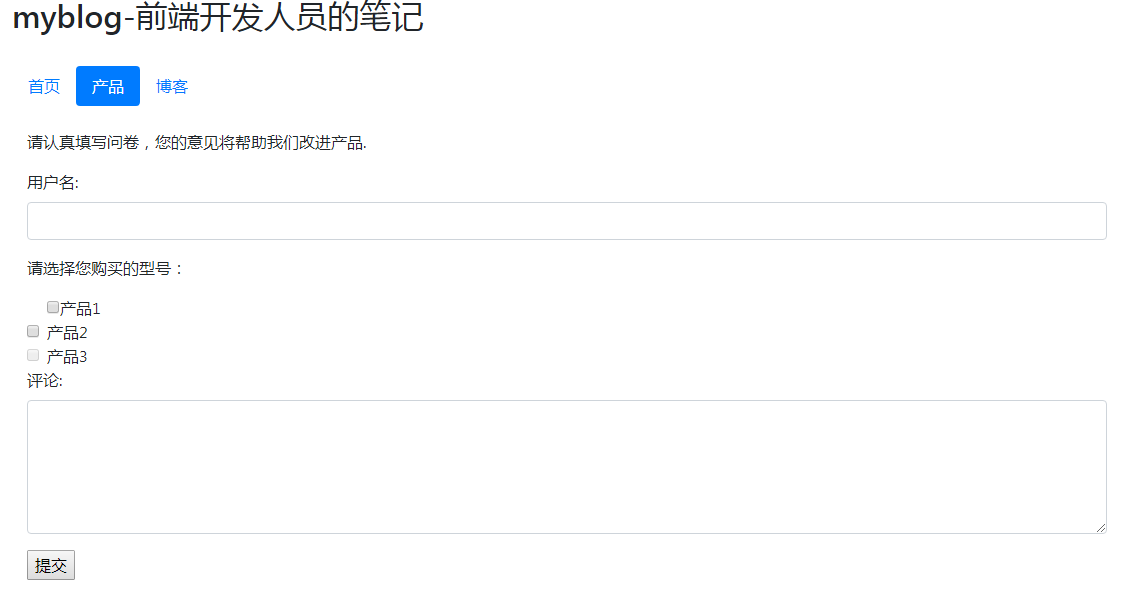 myblog-前端开发人员的笔记
首页 产品 博客
请认真填写问卷，您的意见将帮助我们改进产品.
用户名:
请选择您购买的型号：
产品1
产品2
产品3
评论:
提交